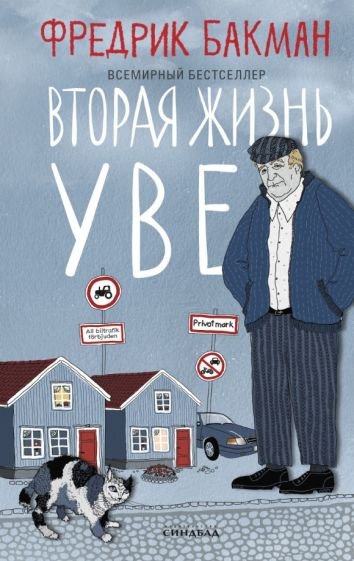 ФРЕДРИК БАКМАН
ВСЕМИРНЫЙ БЕСТСЕЛЛЕР
ВТОРАЯ ЖИЗНЬ
УВЕ
All biltrafik
förbjuden
Privat mark
СИНДБАД